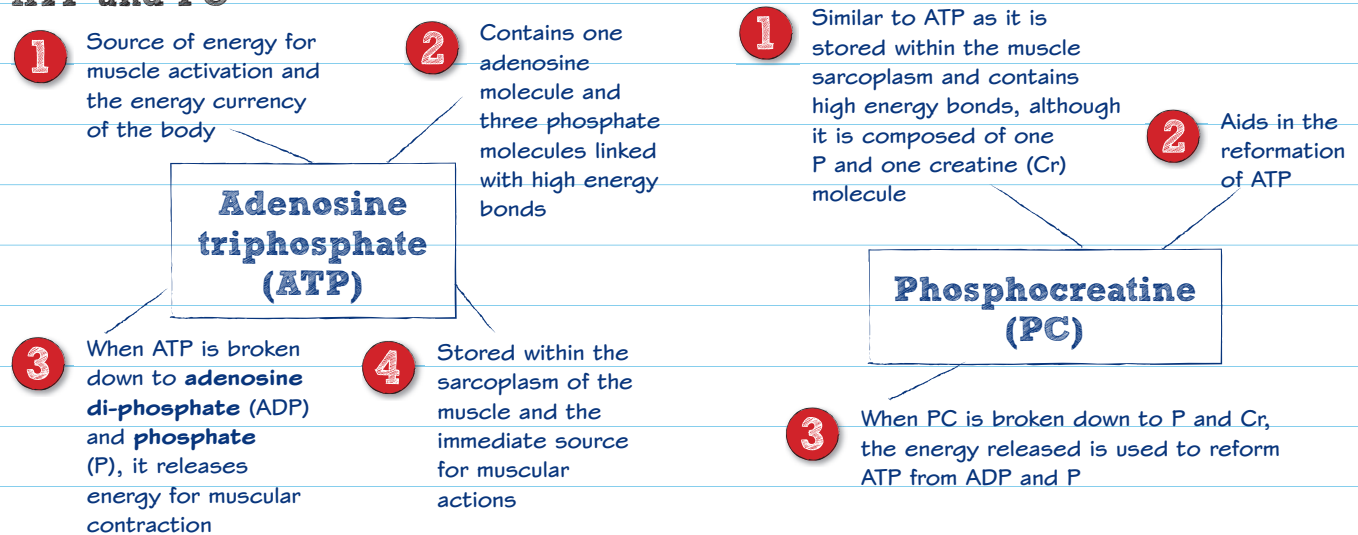 ATP and PC
1
Source of energy for
muscle activation and
the energy currency
of the body
2
Contains one
adenosine
molecule and
three phosphate
molecules linked
with high energy
bonds
Adenosine
triphosphate
(ATP)
3
When ATP is broken
down to adenosine
di-phosphate (ADP)
and phosphate
(P), it releases
energy for muscular
contraction
4
Stored within the
sarcoplasm of the
muscle and the
immediate source
for muscular
actions
1
Similar to ATP as it is
stored within the muscle
sarcoplasm and contains
high energy bonds, although
it is composed of one
P and one creatine (Cr)
molecule
2
Aids in the
reformation
of ATP
Phosphocreatine
(PC)
3
When PC is broken down to P and Cr,
the energy released is used to reform
ATP from ADP and P